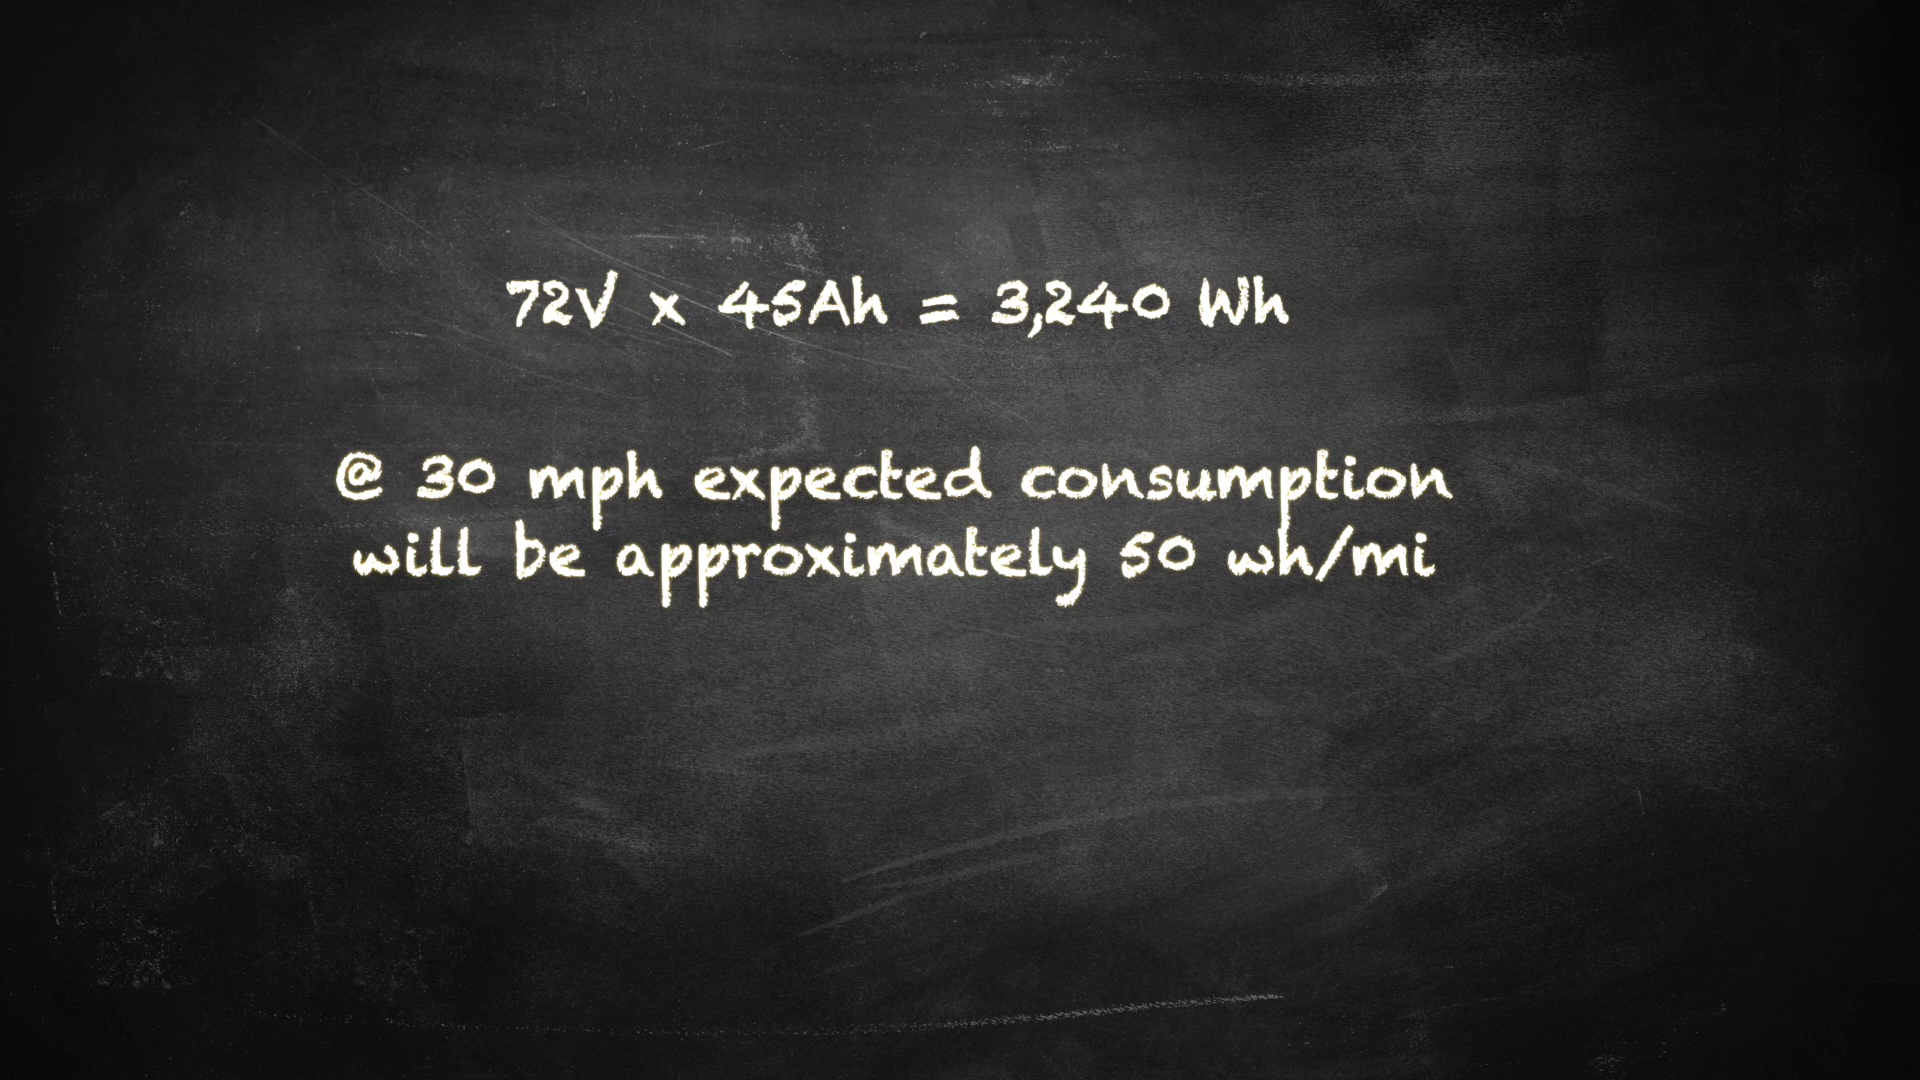 72V x 45Ah = 3,240 Wh
@ 30 mph expected consumption
will be approximately 50 wh/mi